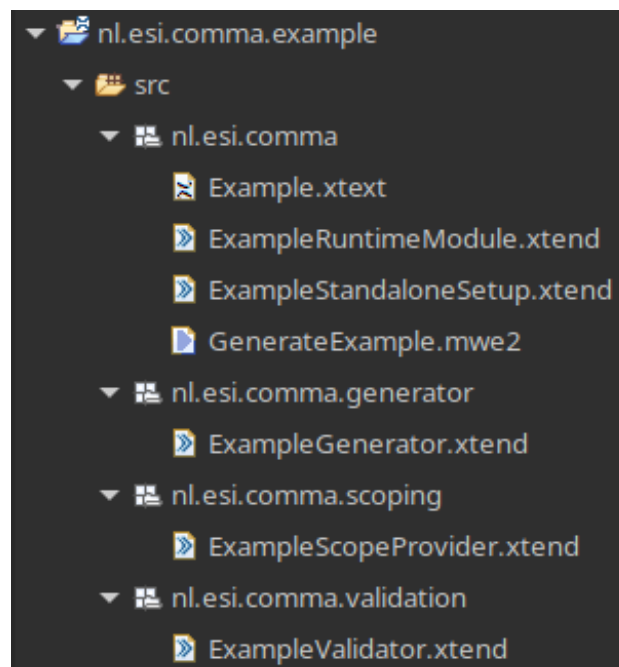 nl.esi.comma.example
src
nl.esi.comma
Example.xtext
ExampleRuntimeModule.xtend
ExampleStandaloneSetup.xtend
GenerateExample.mwe2
nl.esi.comma.generator
ExampleGenerator.xtend
nl.esi.comma.scoping
ExampleScopeProvider.xtend
nl.esi.comma.validation
ExampleValidator.xtend